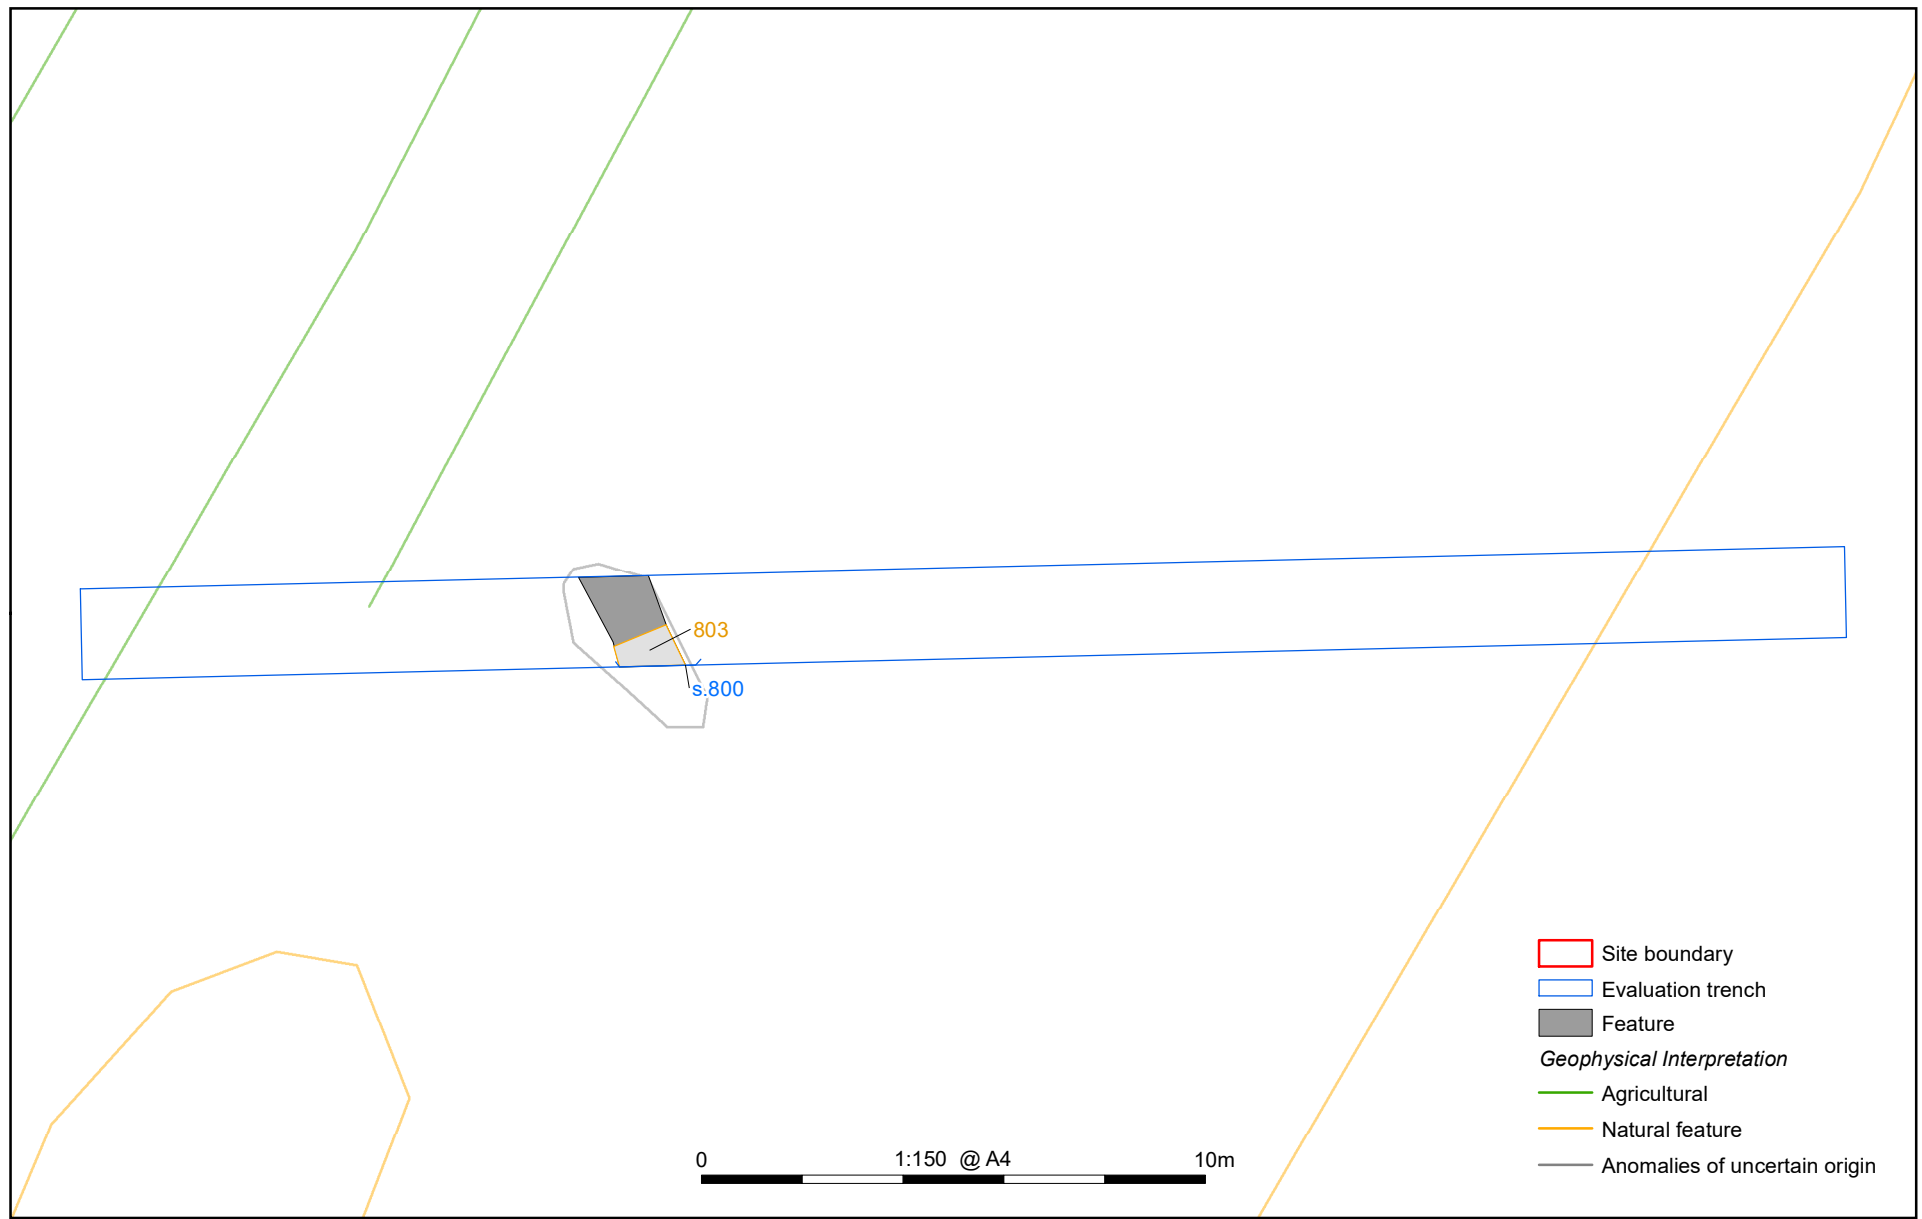 803
s.800
Site boundary
Evaluation trench
Feature
Geophysical Interpretation
Agricultural
Natural feature
Anomalies of uncertain origin
0 1:150 @ A4 10m